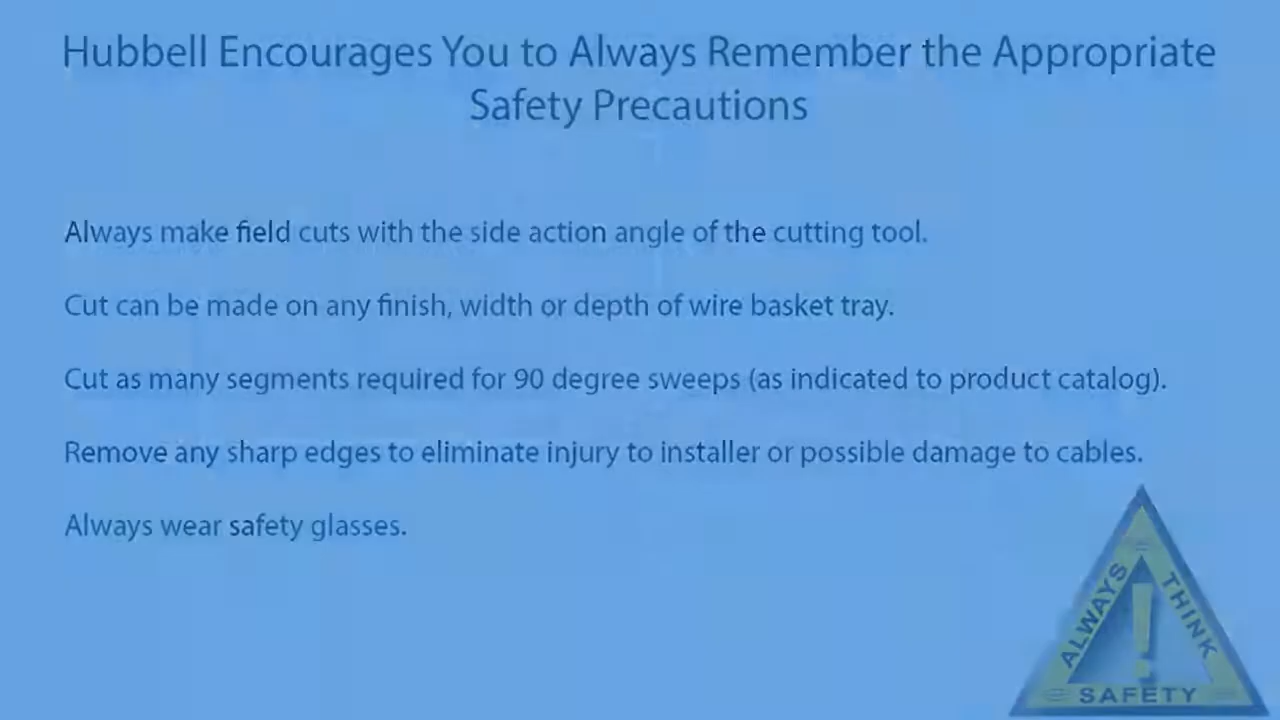 Hubbell Encourages You to Always Remember the Appropriate
Safety Precautions
Always make field cuts with the side action angle of the cutting tool.
Cut can be made on any finish, width or depth of wire basket tray.
Cut as many segments required for 90 degree sweeps (as indicated to product catalog).
Remove any sharp edges to eliminate injury to installer or possible damage to cables.
Always wear safety glasses.
ALWAYS
THINK
!
SAFETY